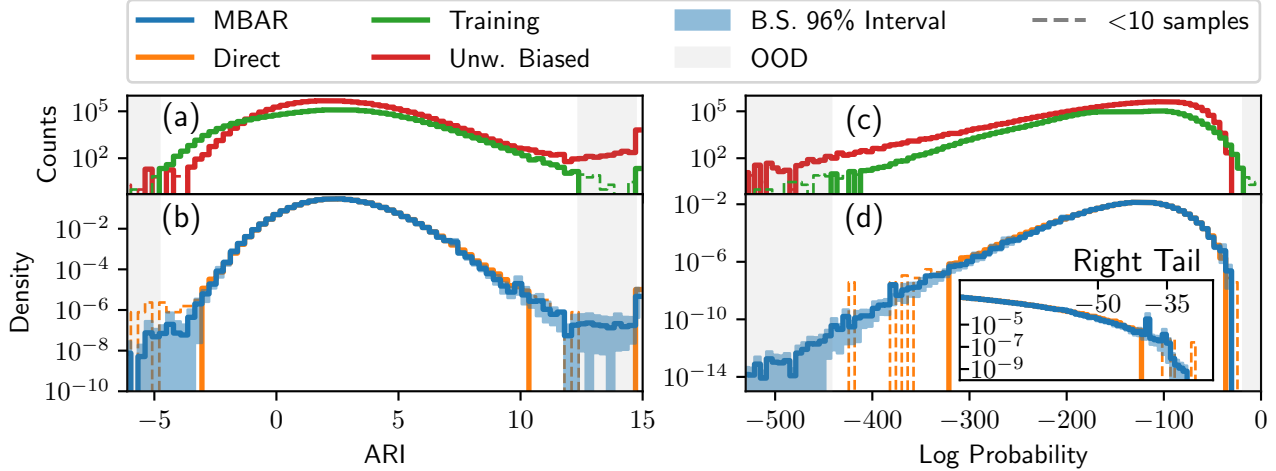 MBAR Training B.S. 96% Interval <10 samples
Direct Unw. Biased OOD
(a) (c)
Counts
10^5 10^5
10^2 10^2
(b) (d)
Density
10^-2 10^-2
10^-4 10^-6
10^-6 10^-10
10^-8 10^-14
10^-10
Right Tail
−50 −35
10^-5
10^-7
10^-9
−5 0 5 10 15 −500 −400 −300 −200 −100 0
ARI Log Probability